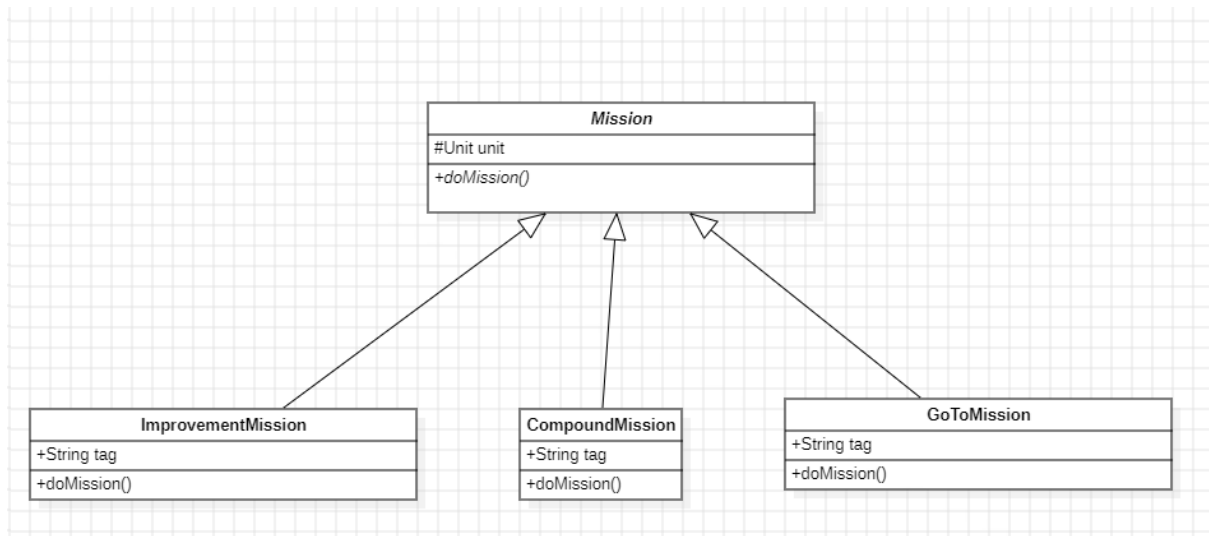 Mission
#Unit unit
+doMission()
ImprovementMission
+String tag
+doMission()
CompoundMission
+String tag
+doMission()
GoToMission
+String tag
+doMission()